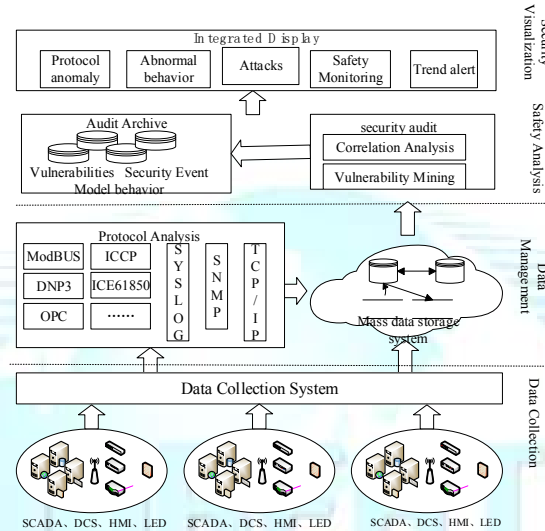 Integrated Display
Security
Visualization
Protocol
anomaly
Abnormal
behavior
Attacks
Safety
Monitoring
Trend alert
Audit Archive
Vulnerabilities Security Event
Model behavior
security audit
Correlation Analysis
Vulnerability Mining
Safety Analysis
Protocol Analysis
ModBUS
ICCP
DNP3
ICE61850
OPC
......
SYSLOG
SNMP
TCP/IP
Mass data storage
system
Data
Management
Data Collection System
Data Collection
SCADA、DCS、HMI、LED
SCADA、DCS、HMI、LED
SCADA、DCS、HMI、LED